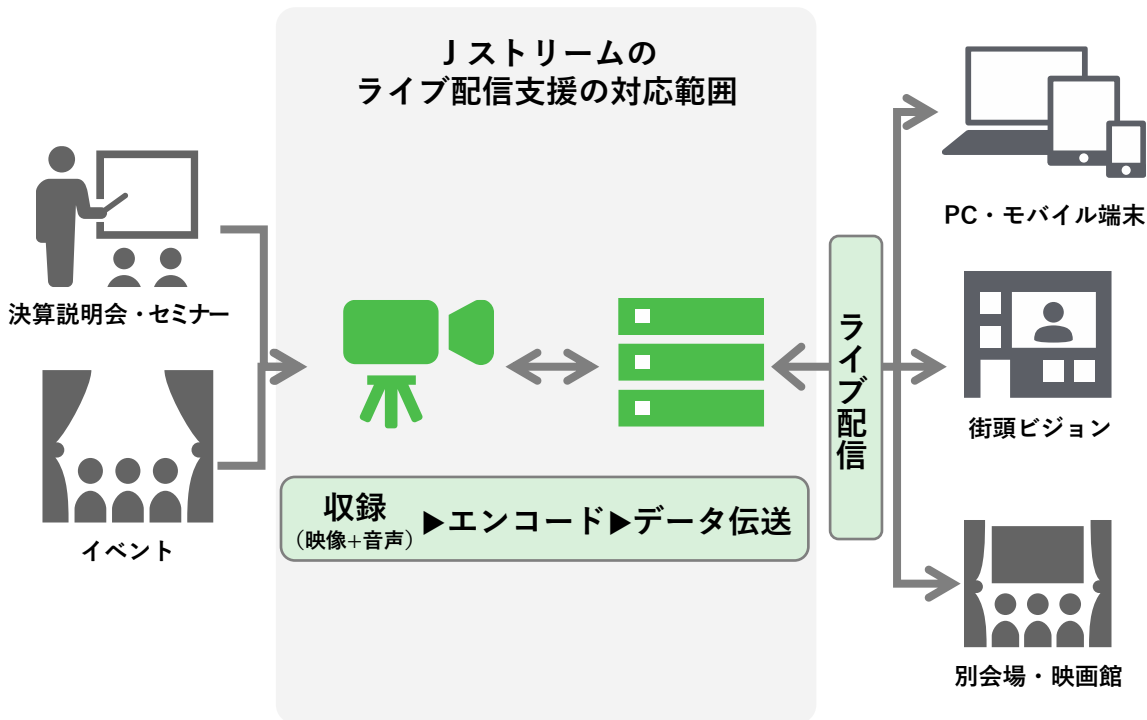 Jストリームの
ライブ配信支援の対応範囲
決算説明会・セミナー
イベント
収録
（映像+音声）
▶エンコード▶データ伝送
ライブ配信
PC・モバイル端末
街頭ビジョン
別会場・映画館